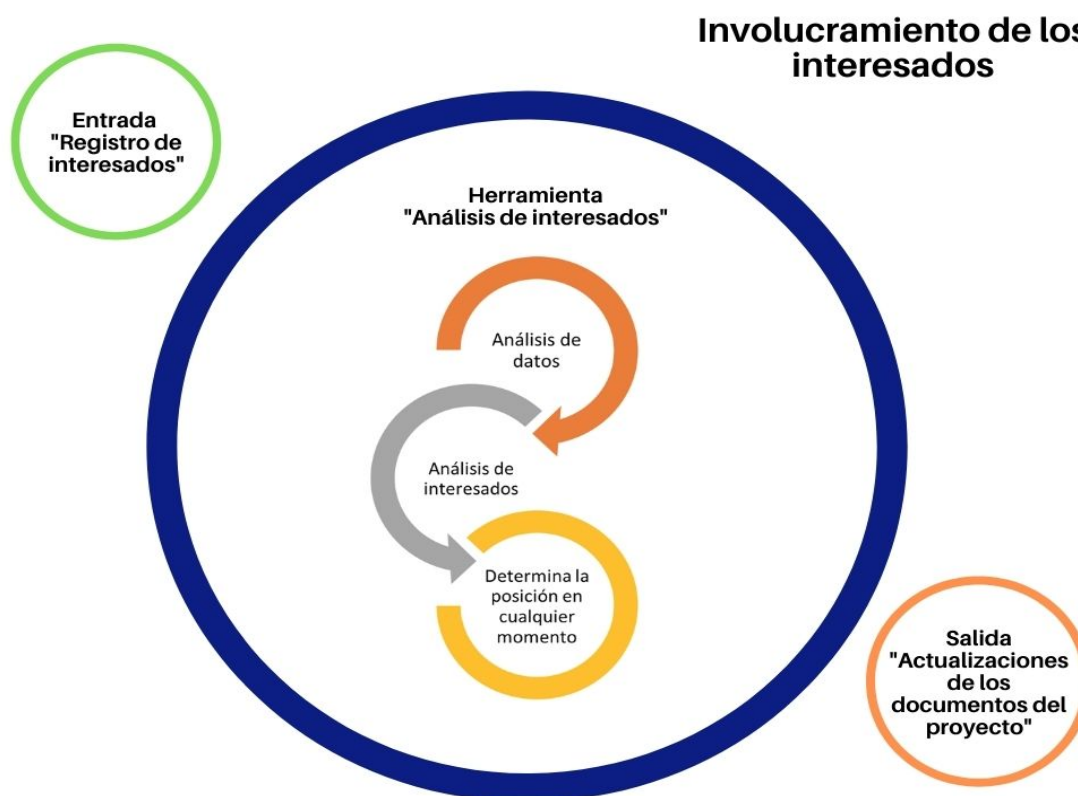 Involucramiento de los
interesados
Entrada
"Registro de
interesados"
Herramienta
"Análisis de interesados"
Análisis de
datos
Análisis de
interesados
Determina la
posición en
cualquier
momento
Salida
"Actualizaciones
de los
documentos del
proyecto"